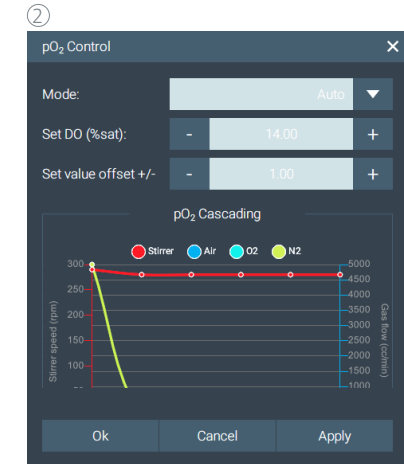 ②
pO₂ Control ×
Mode: Auto
Set DO (%sat): - 14.00 +
Set value offset +/- - 1.00 +
pO₂ Cascading
Stirrer Air O2 N2
300 5000
4500
250 4000
200 3500
3000
150 2500
2000
100 1500
1000
Stirrer speed (rpm)
Gas flow (cc/min)
Ok Cancel Apply